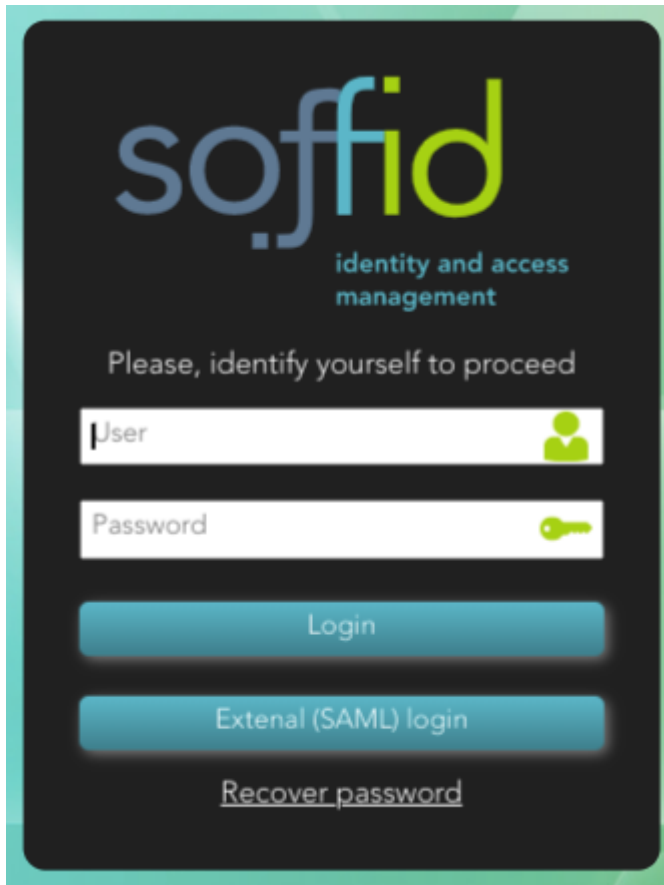 soffid
identity and access
management
Please, identify yourself to proceed
User
Password
Login
Extenal (SAML) login
Recover password